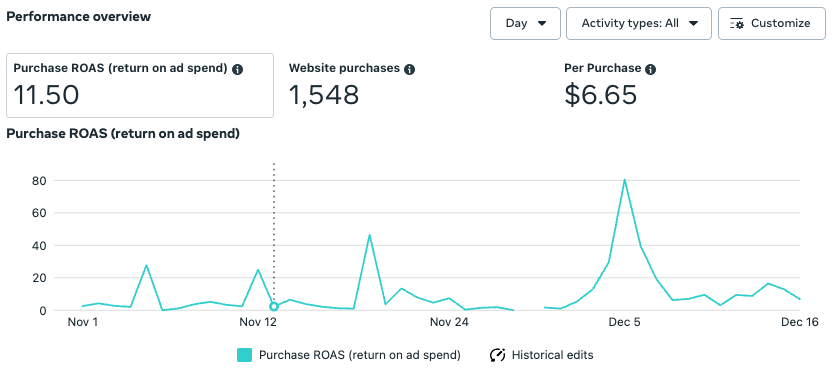 Performance overview
Day
Activity types: All
Customize
Purchase ROAS (return on ad spend)
Website purchases
Per Purchase
11.50
1,548
$6.65
Purchase ROAS (return on ad spend)
80
60
40
20
0
Nov 1
Nov 12
Nov 24
Dec 5
Dec 16
Purchase ROAS (return on ad spend)
Historical edits